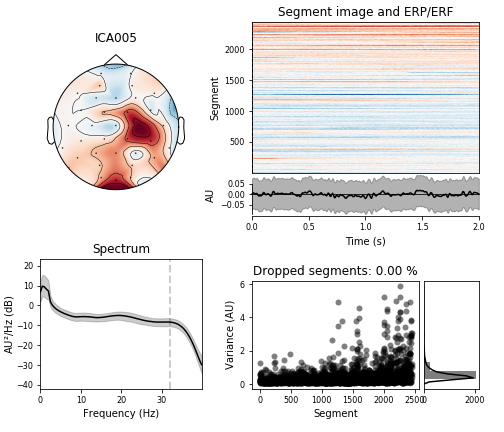 ICA005
Segment image and ERP/ERF
Segment
2000
1500
1000
500
AU
0.05
0.00
−0.05
0.0 0.5 1.0 1.5 2.0
Time (s)
Spectrum
AU²/Hz (dB)
20
10
0
−10
−20
−30
−40
0 10 20 30
Frequency (Hz)
Dropped segments: 0.00 %
Variance (AU)
6
4
2
0
0 500 1000 1500 2000 2500
Segment
0 2000